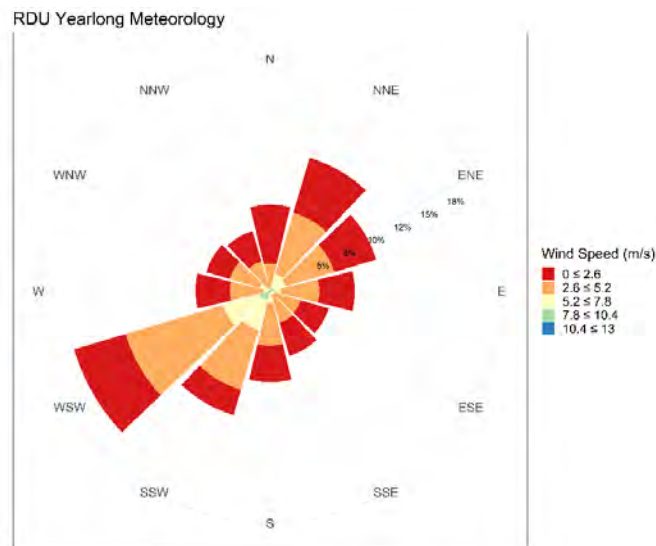 RDU Yearlong Meteorology
N
NNW
NNE
WNW
ENE
18%
15%
12%
10%
8%
5%
W
E
Wind Speed (m/s)
0 ≤ 2.6
2.6 ≤ 5.2
5.2 ≤ 7.8
7.8 ≤ 10.4
10.4 ≤ 13
WSW
ESE
SSW
SSE
S